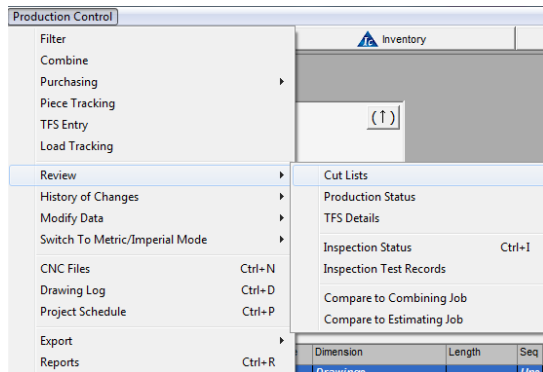 Production Control
Filter
Inventory
Combine
Purchasing
Piece Tracking
TFS Entry
(↑)
Load Tracking
Review
Cut Lists
History of Changes
Production Status
Modify Data
TFS Details
Switch To Metric/Imperial Mode
Inspection Status Ctrl+I
CNC Files Ctrl+N
Inspection Test Records
Drawing Log Ctrl+D
Compare to Combining Job
Project Schedule Ctrl+P
Compare to Estimating Job
Export
Dimension Length Seq
Reports Ctrl+R
Drawings